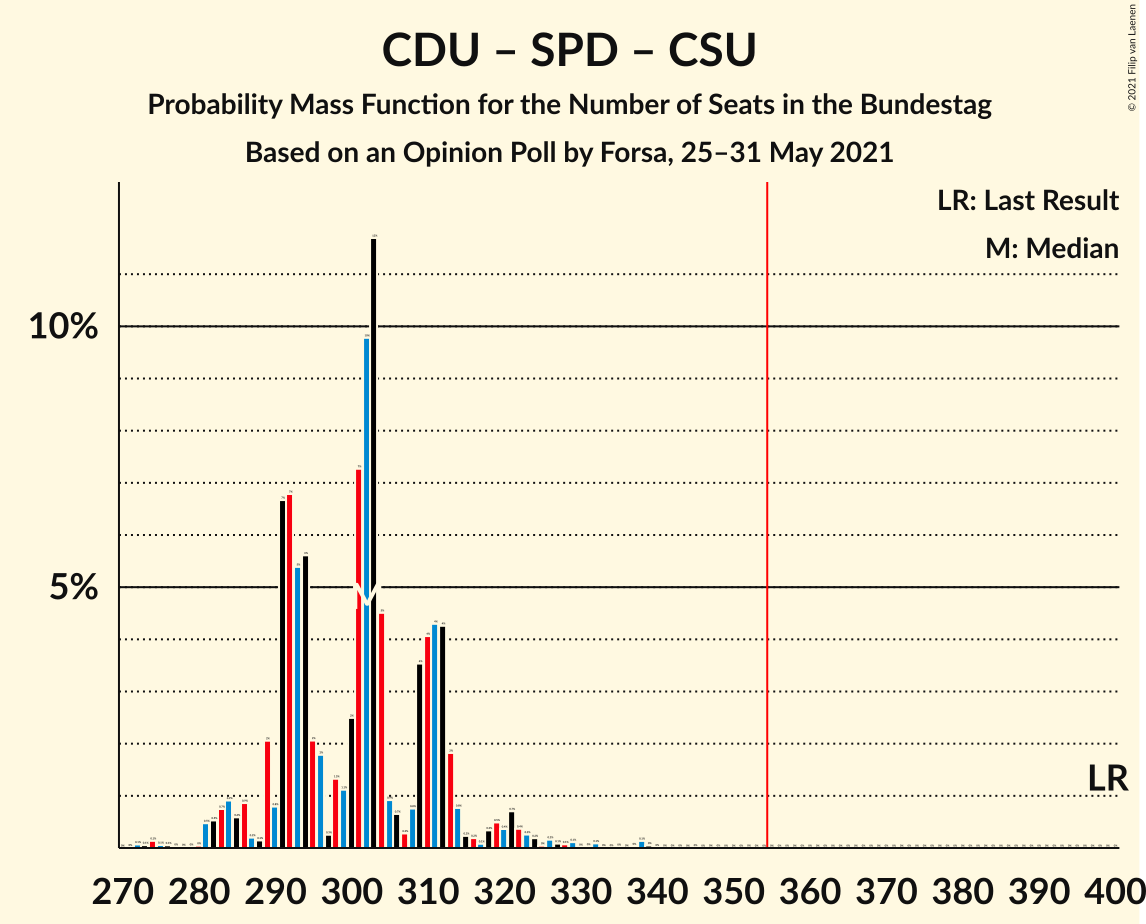 CDU – SPD – CSU
Probability Mass Function for the Number of Seats in the Bundestag
Based on an Opinion Poll by Forsa, 25–31 May 2021
© 2021 Filip van Laenen
LR: Last Result
M: Median
10%
5%
M
LR
270 280 290 300 310 320 330 340 350 360 370 380 390 400